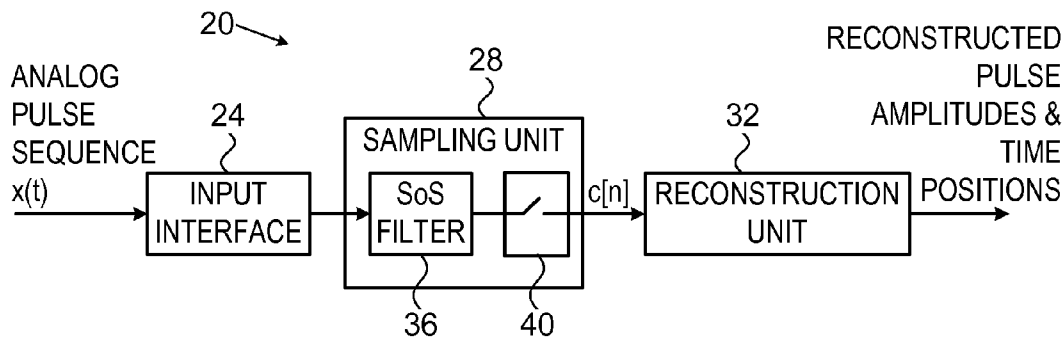 20
ANALOG
PULSE
SEQUENCE
x(t)
24
INPUT
INTERFACE
28
SAMPLING UNIT
SoS
FILTER
36
40
c[n]
32
RECONSTRUCTION
UNIT
RECONSTRUCTED
PULSE
AMPLITUDES &
TIME
POSITIONS